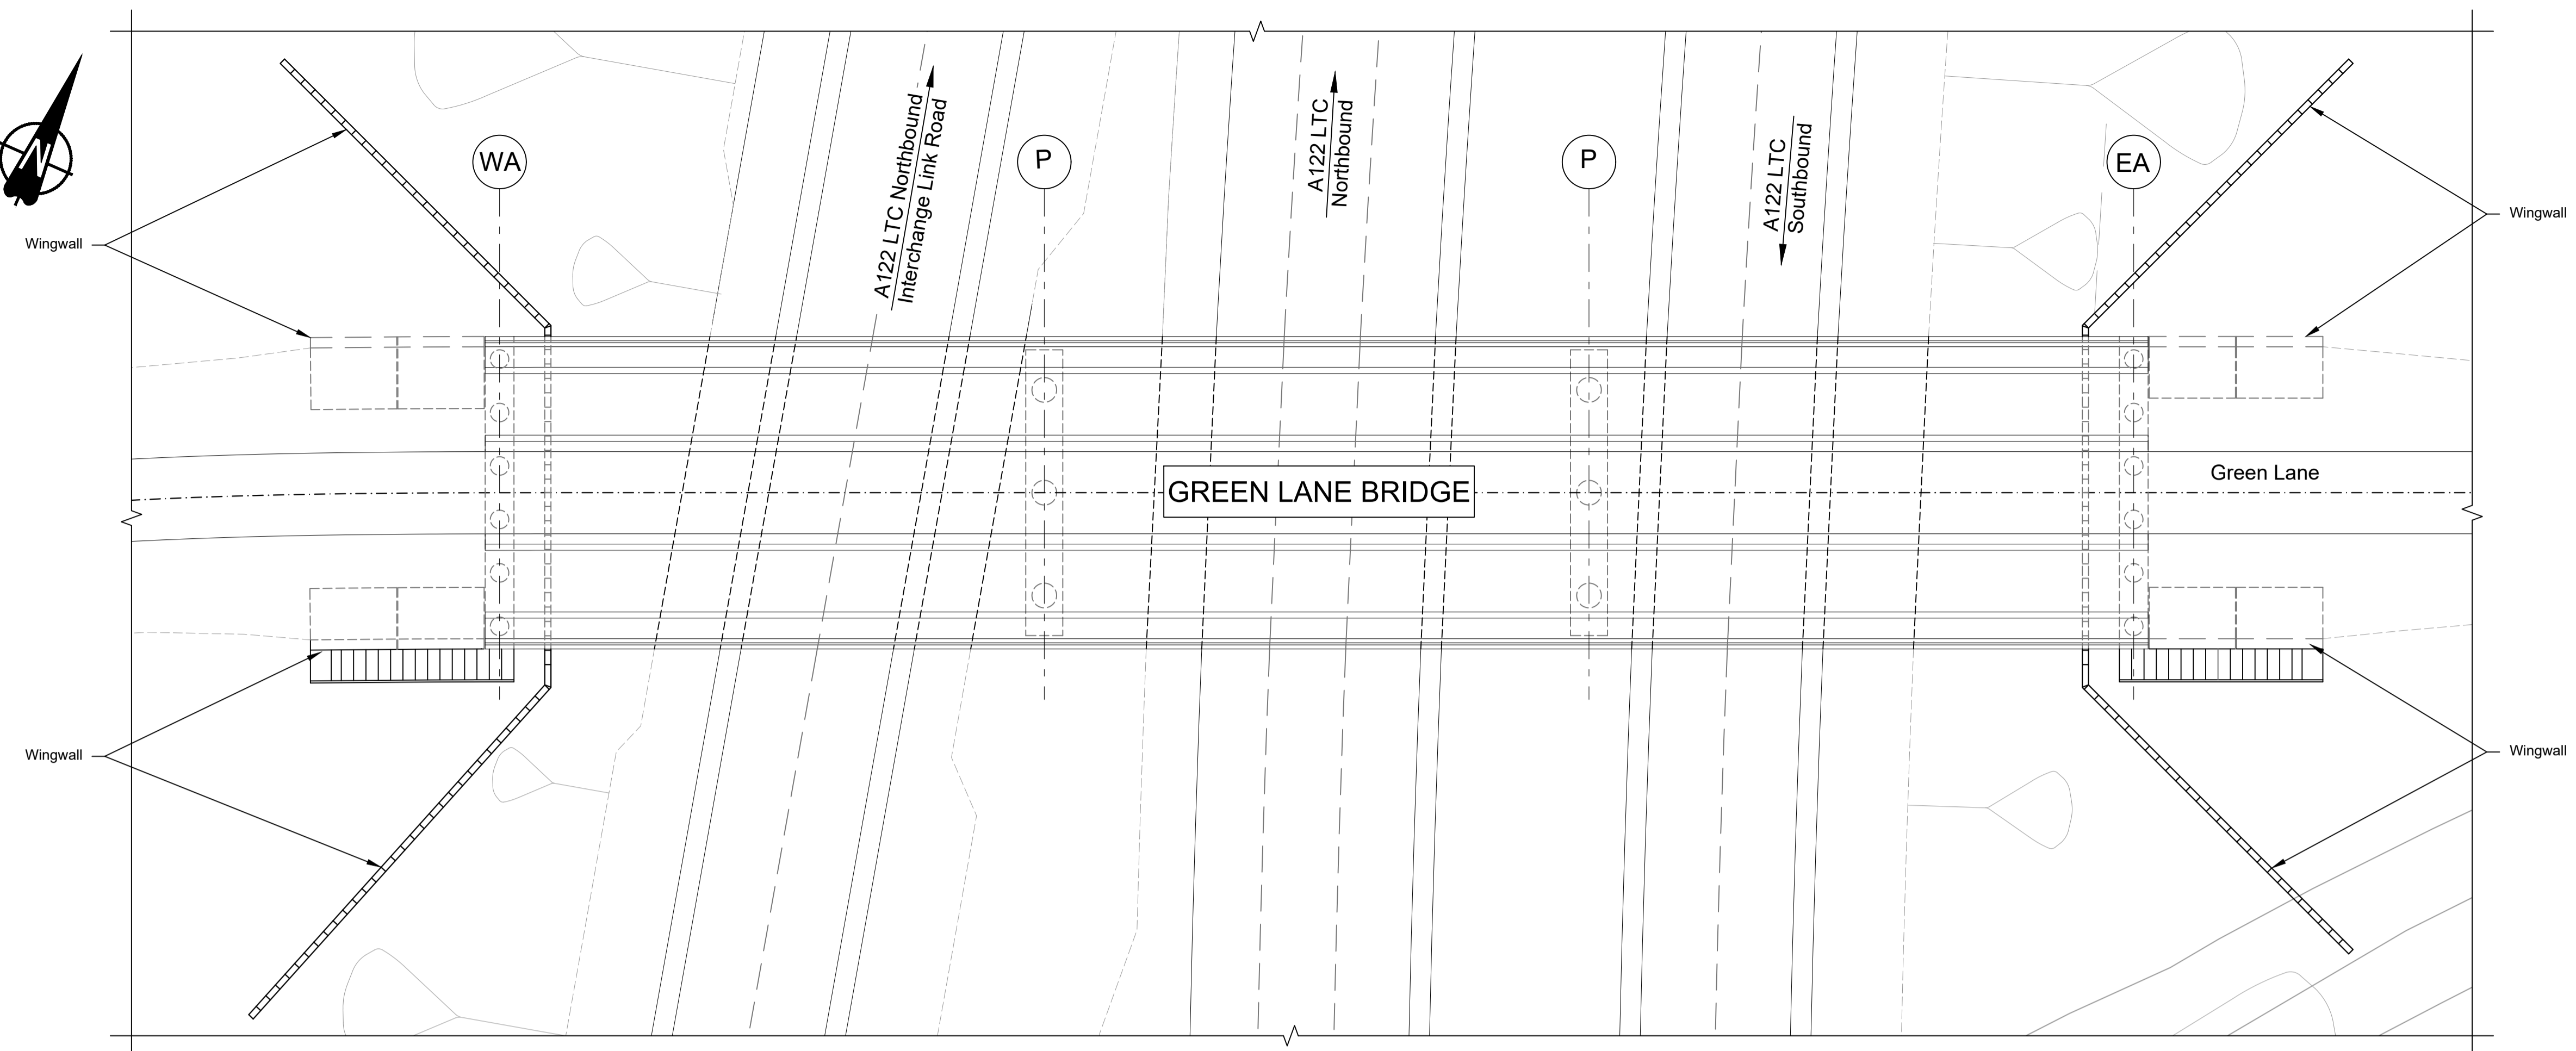 N
WA
P
P
EA
A122 LTC Northbound
Interchange Link Road
A122 LTC
Northbound
A122 LTC
Southbound
Wingwall
Wingwall
GREEN LANE BRIDGE
Green Lane
Wingwall
Wingwall